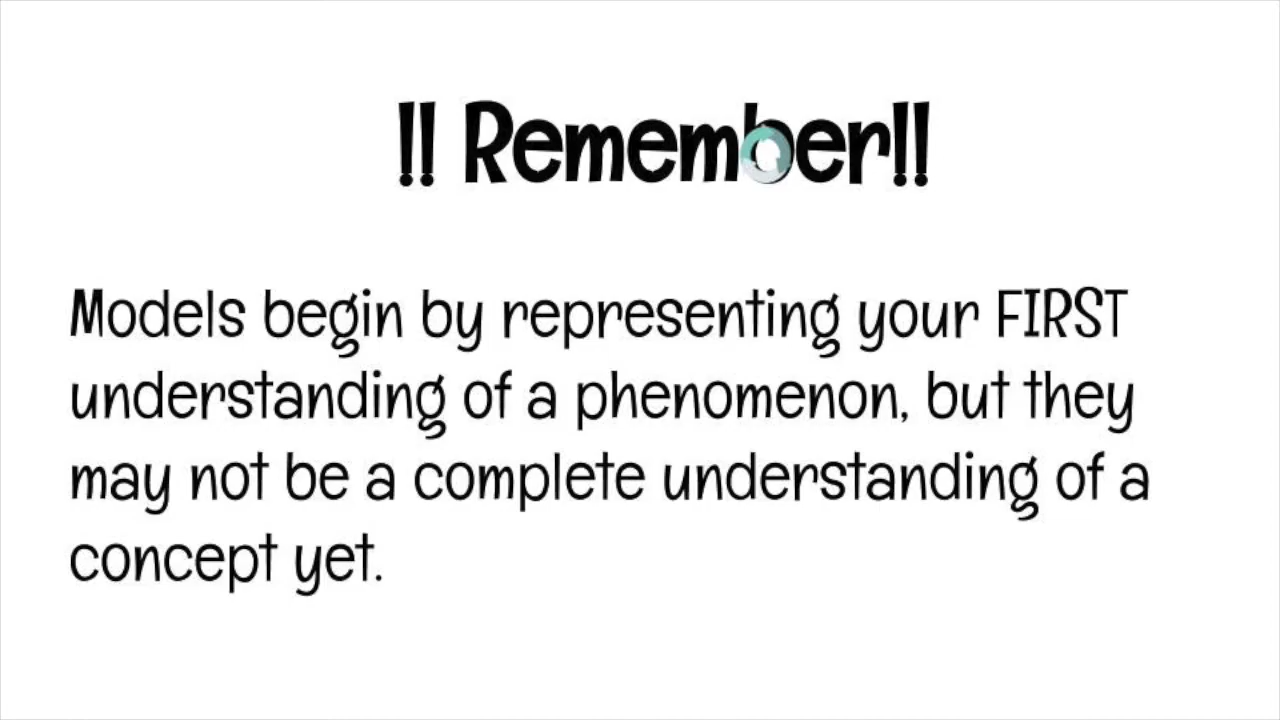 !! Remember!!
Models begin by representing your FIRST
understanding of a phenomenon, but they
may not be a complete understanding of a
concept yet.